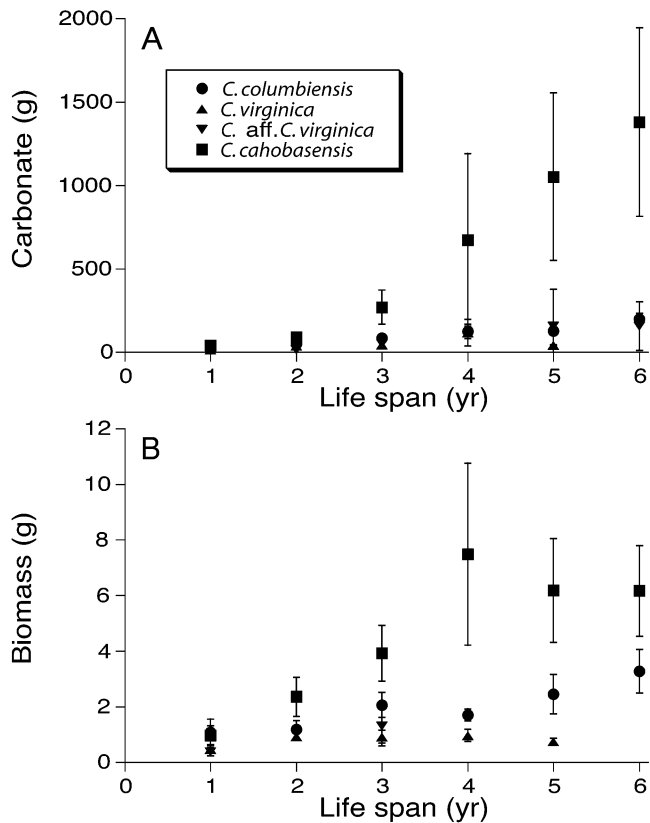 A
C. columbiensis
C. virginica
C. aff. C. virginica
C. cahobasensis
Carbonate (g)
2000
1500
1000
500
0
0 1 2 3 4 5 6
Life span (yr)
B
Biomass (g)
12
10
8
6
4
2
0
0 1 2 3 4 5 6
Life span (yr)